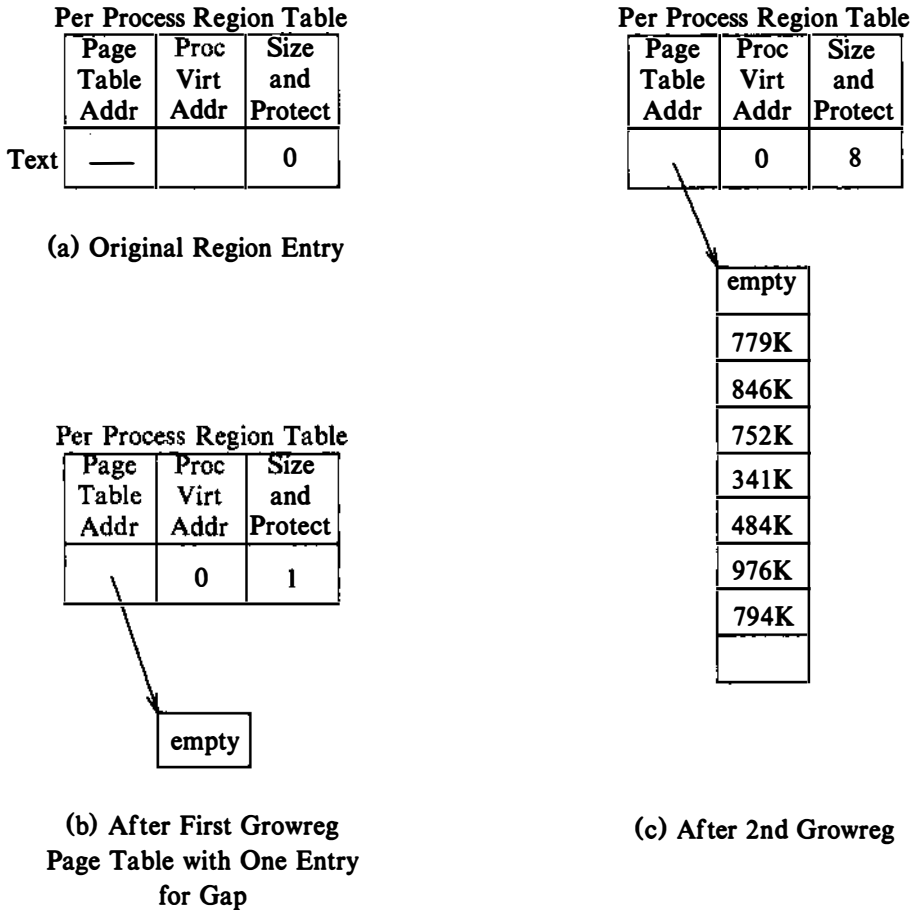 Per Process Region Table
Page Table Addr
Proc Virt Addr
Size and Protect
Text
0
(a) Original Region Entry
Per Process Region Table
Page Table Addr
Proc Virt Addr
Size and Protect
0
1
empty
(b) After First Growreg
Page Table with One Entry
for Gap
Per Process Region Table
Page Table Addr
Proc Virt Addr
Size and Protect
0
8
empty
779K
846K
752K
341K
484K
976K
794K
(c) After 2nd Growreg